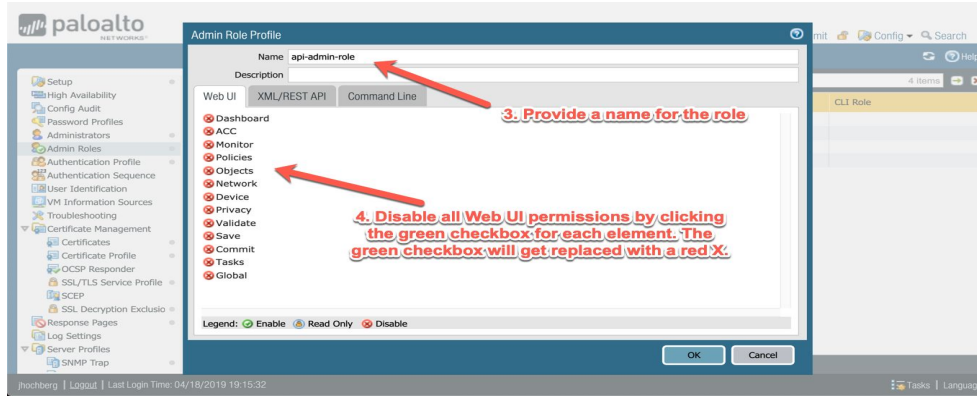 paloalto
NETWORKS
Admin Role Profile
mit Config Search
Help
Name api-admin-role
Description
4 items
Web UI XML/REST API Command Line
CLI Role
3. Provide a name for the role
Dashboard
ACC
Monitor
Policies
Objects
Network
Device
Privacy
Validate
Save
Commit
Tasks
Global
4. Disable all Web UI permissions by clicking
the green checkbox for each element. The
green checkbox will get replaced with a red X.
Legend: Enable Read Only Disable
OK Cancel
Setup
High Availability
Config Audit
Password Profiles
Administrators
Admin Roles
Authentication Profile
Authentication Sequence
User Identification
VM Information Sources
Troubleshooting
Certificate Management
Certificates
Certificate Profile
OCSP Responder
SSL/TLS Service Profile
SCEP
SSL Decryption Exclusio
Response Pages
Log Settings
Server Profiles
SNMP Trap
jhochberg | Logout | Last Login Time: 04/18/2019 19:15:32
Tasks | Languag